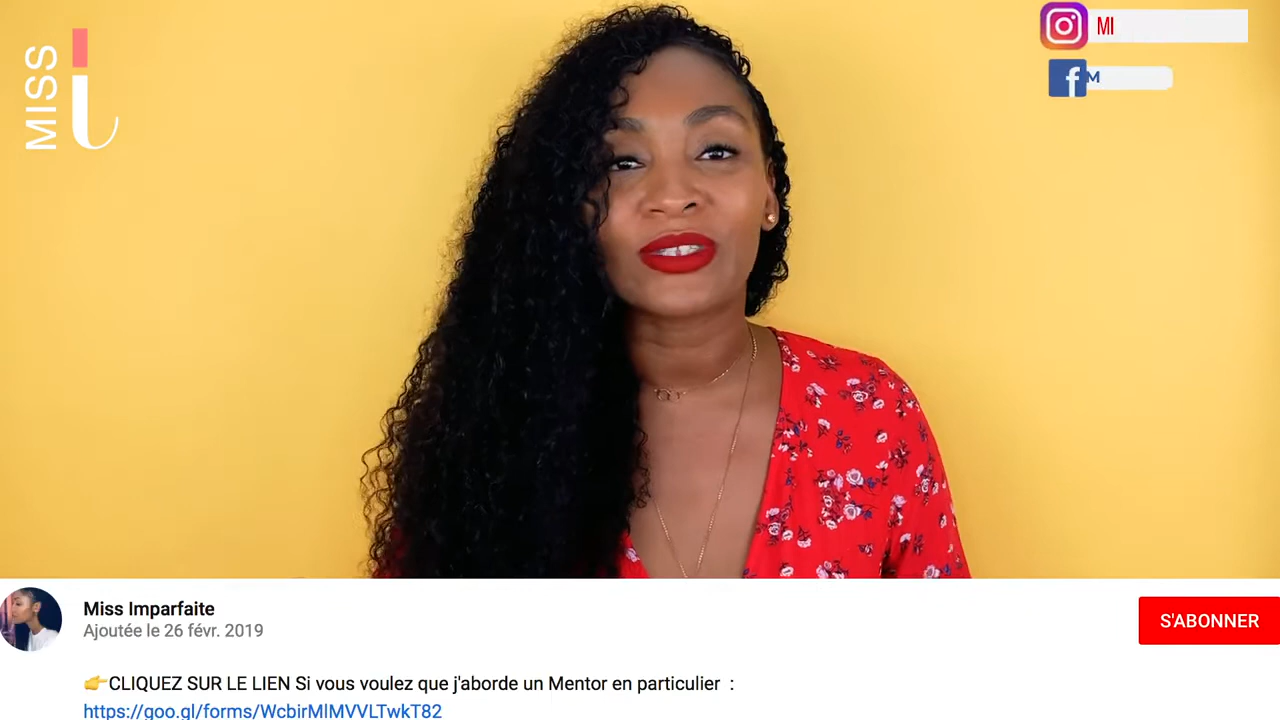 MISS
MI
M
Miss Imparfaite
Ajoutée le 26 févr. 2019
S'ABONNER
👉CLIQUEZ SUR LE LIEN Si vous voulez que j'aborde un Mentor en particulier :
https://goo.gl/forms/WcbirMlMVVLTwkT82